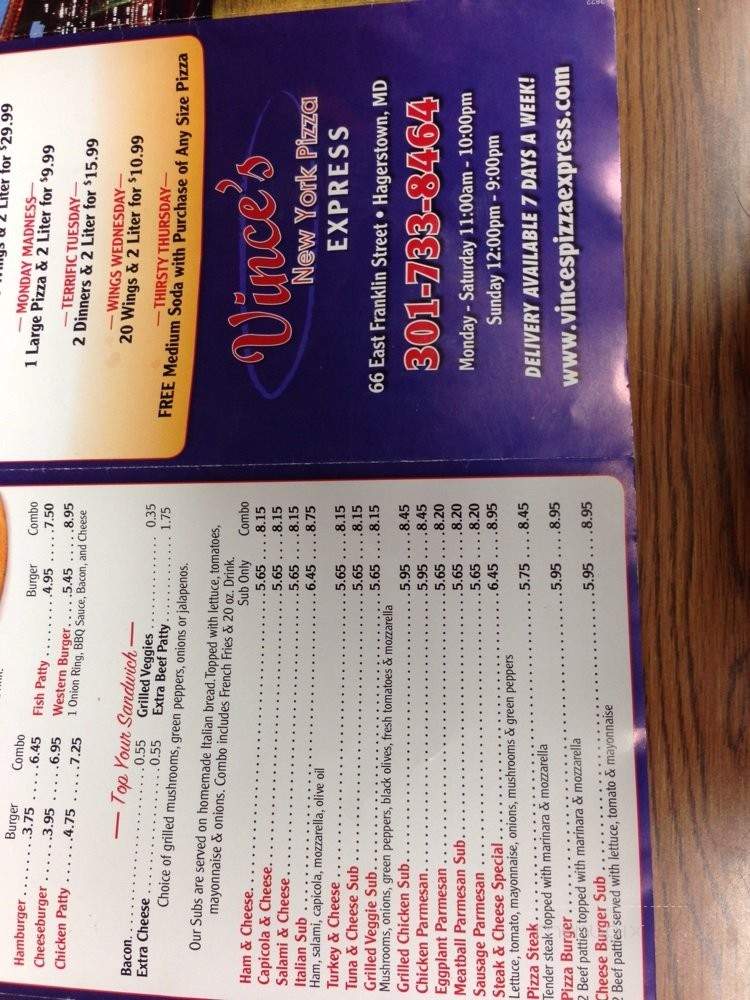 Burger Combo
Hamburger.......3.75....6.45
Cheeseburger.......3.95....6.95
Chicken Patty....4.75....7.25
Burger Combo
Fish Patty........4.95.....7.50
Western Burger....5.45.....8.95
1 Onion Ring, BBQ Sauce, Bacon, and Cheese
— Top Your Sandwich —
Bacon..................0.55
Extra Cheese..........0.55
Grilled Veggies............0.35
Extra Beef Patty............1.75
Choice of grilled mushrooms, green peppers, onions or jalapenos.
Our Subs are served on homemade Italian bread. Topped with lettuce, tomatoes,
mayonnaise & onions. Combo includes French Fries & 20 oz. Drink.
Sub Only Combo
Ham & Cheese....5.65....8.15
Capicola & Cheese....5.65....8.15
Salami & Cheese....5.65....8.15
Italian Sub....6.45....8.75
Ham, salami, capicola, mozzarella, olive oil
Turkey & Cheese....5.65....8.15
Tuna & Cheese Sub....5.65....8.15
Grilled Veggie Sub....5.65....8.15
Mushrooms, onions, green peppers, black olives, fresh tomatoes & mozzarella
Grilled Chicken Sub....5.95....8.45
Chicken Parmesan....5.95....8.45
Eggplant Parmesan....5.65....8.20
Meatball Parmesan Sub....5.65....8.20
Sausage Parmesan....5.65....8.20
Steak & Cheese Special....6.45....8.95
Lettuce, tomato, mayonnaise, onions, mushrooms & green peppers
Pizza Steak....5.75....8.45
Tender steak topped with marinara & mozzarella
Pizza Burger....5.95....8.95
2 Beef patties topped with marinara & mozzarella
Cheese Burger Sub....5.95....8.95
2 Beef patties served with lettuce, tomato & mayonnaise
& 2 Liter for $29.99
— MONDAY MADNESS —
1 Large Pizza & 2 Liter for $9.99
— TERRIFIC TUESDAY —
2 Dinners & 2 Liter for $15.99
— WINGS WEDNESDAY —
20 Wings & 2 Liter for $10.99
— THIRSTY THURSDAY —
FREE Medium Soda with Purchase of Any Size Pizza
Vince's
New York Pizza
EXPRESS
66 East Franklin Street • Hagerstown, MD
301-733-8464
Monday - Saturday 11:00am - 10:00pm
Sunday 12:00pm - 9:00pm
DELIVERY AVAILABLE 7 DAYS A WEEK!
www.vincespizzaexpress.com